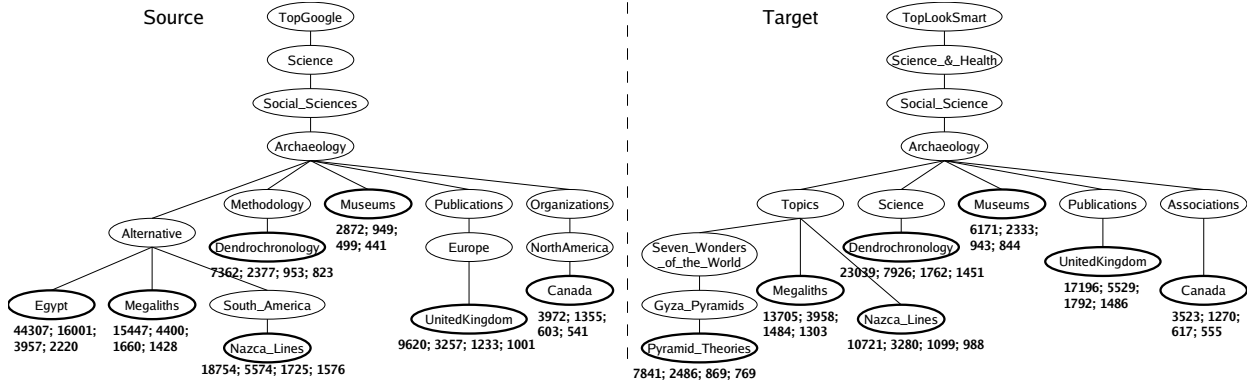 Source
TopGoogle
Science
Social_Sciences
Archaeology
Methodology
Museums
Publications
Organizations
2872; 949;
499; 441
Alternative
Dendrochronology
Europe
NorthAmerica
7362; 2377; 953; 823
Egypt
Megaliths
South_America
Canada
44307; 16001;
3957; 2220
15447; 4400;
1660; 1428
3972; 1355;
603; 541
UnitedKingdom
9620; 3257; 1233; 1001
Nazca_Lines
18754; 5574; 1725; 1576
Target
TopLookSmart
Science_&_Health
Social_Science
Archaeology
Topics
Science
Museums
Publications
Associations
6171; 2333;
943; 844
Seven_Wonders
_of_the_World
Dendrochronology
23039; 7926; 1762; 1451
UnitedKingdom
17196; 5529;
1792; 1486
Gyza_Pyramids
Megaliths
13705; 3958;
1484; 1303
Nazca_Lines
10721; 3280; 1099; 988
Canada
3523; 1270;
617; 555
Pyramid_Theories
7841; 2486; 869; 769